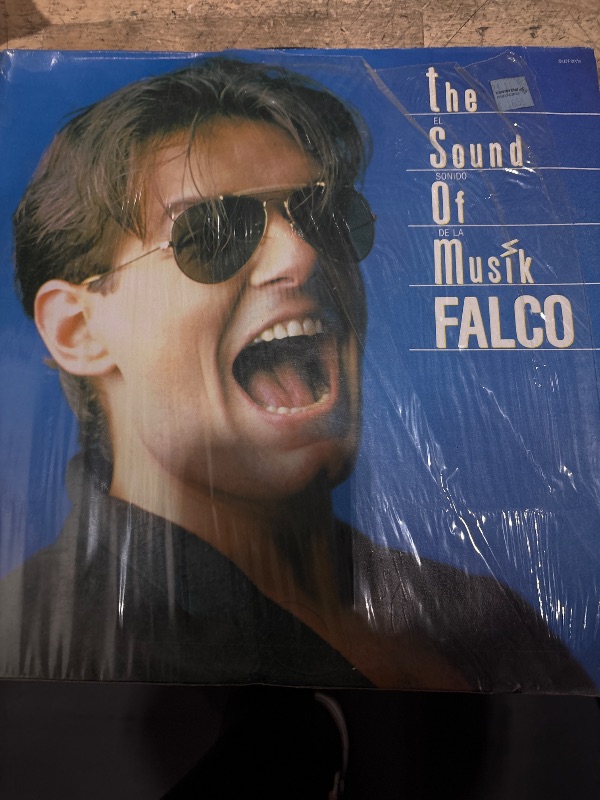 the
EL
Sound
SONIDO
Of
DE LA
Musik
FALCO